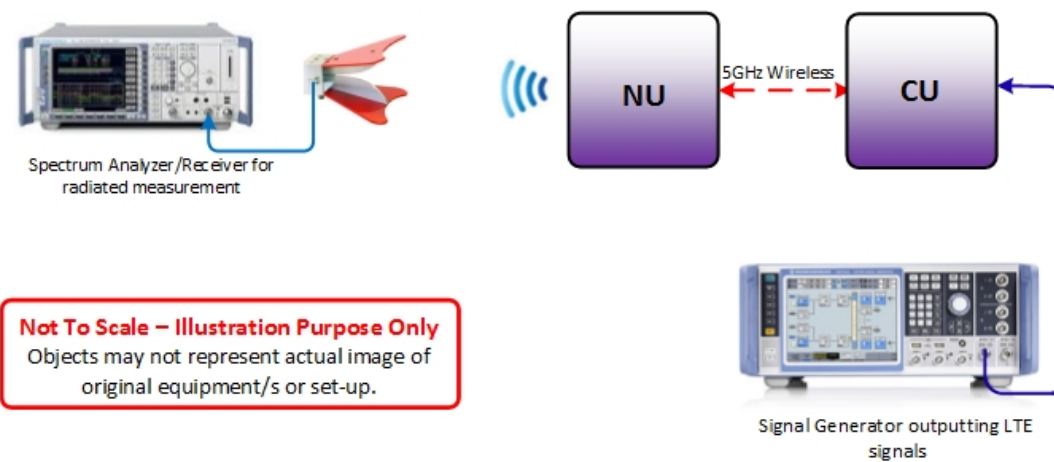 NU
5GHz Wireless
CU
Spectrum Analyzer/Receiver for
radiated measurement
Not To Scale – Illustration Purpose Only
Objects may not represent actual image of
original equipment/s or set-up.
Signal Generator outputting LTE
signals